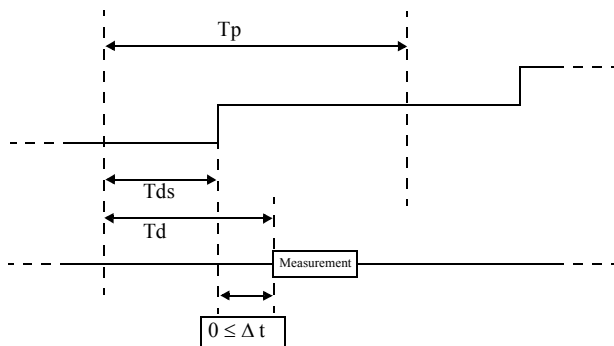 Tp
Tds
Td
Measurement
0 ≤ Δ t